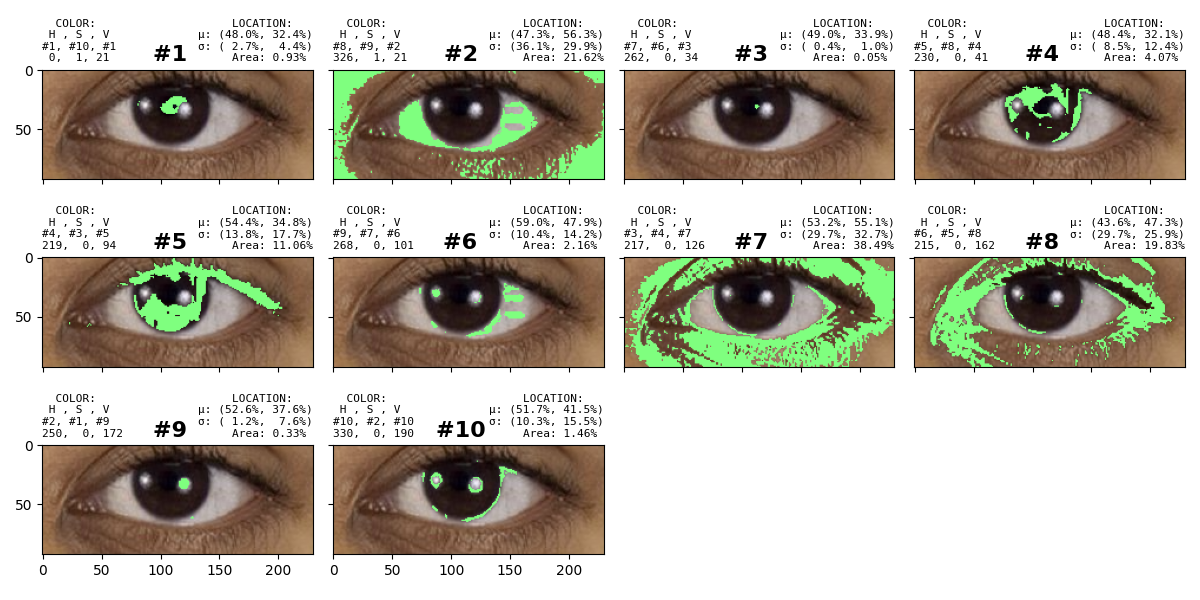 COLOR: LOCATION:
H , S , V μ: (48.0%, 32.4%)
#1, #10, #1 #1 σ: ( 2.7%, 4.4%)
0, 1, 21 Area: 0.93%
COLOR: LOCATION:
H , S , V μ: (47.3%, 56.3%)
#8, #9, #2 #2 σ: (36.1%, 29.9%)
326, 1, 21 Area: 21.62%
COLOR: LOCATION:
H , S , V μ: (49.0%, 33.9%)
#7, #6, #3 #3 σ: ( 0.4%, 1.0%)
262, 0, 34 Area: 0.05%
COLOR: LOCATION:
H , S , V μ: (48.4%, 32.1%)
#5, #8, #4 #4 σ: ( 8.5%, 12.4%)
230, 0, 41 Area: 4.07%
0
50
COLOR: LOCATION:
H , S , V μ: (54.4%, 34.8%)
#4, #3, #5 #5 σ: (13.8%, 17.7%)
219, 0, 94 Area: 11.06%
COLOR: LOCATION:
H , S , V μ: (59.0%, 47.9%)
#9, #7, #6 #6 σ: (10.4%, 14.2%)
268, 0, 101 Area: 2.16%
COLOR: LOCATION:
H , S , V μ: (53.2%, 55.1%)
#3, #4, #7 #7 σ: (29.7%, 32.7%)
217, 0, 126 Area: 38.49%
COLOR: LOCATION:
H , S , V μ: (43.6%, 47.3%)
#6, #5, #8 #8 σ: (29.7%, 25.9%)
215, 0, 162 Area: 19.83%
0
50
COLOR: LOCATION:
H , S , V μ: (52.6%, 37.6%)
#2, #1, #9 #9 σ: ( 1.2%, 7.6%)
250, 0, 172 Area: 0.33%
COLOR: LOCATION:
H , S , V μ: (51.7%, 41.5%)
#10, #2, #10 #10 σ: (10.3%, 15.5%)
330, 0, 190 Area: 1.46%
0
50
0 50 100 150 200
0 50 100 150 200